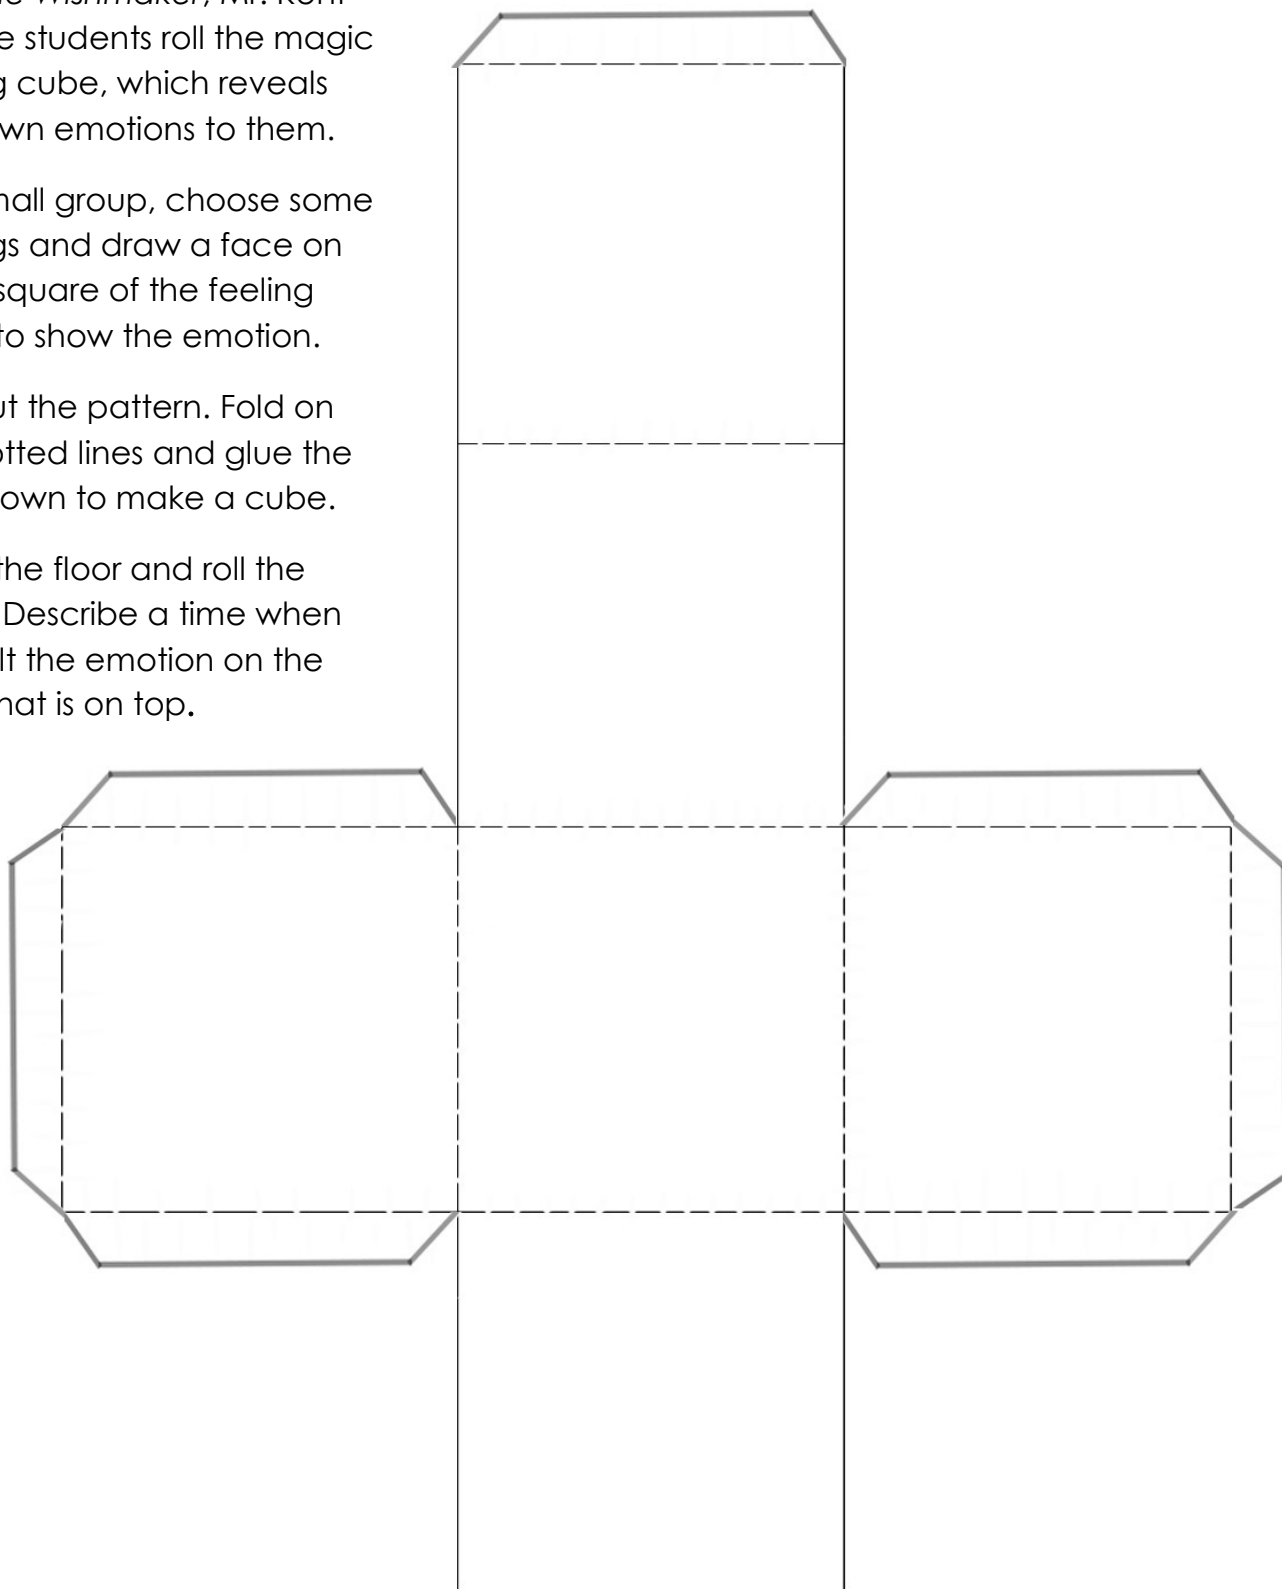 Wishmaker, Mr.
e students roll the magic
g cube, which reveals
wn emotions to them.
mall group, choose some
gs and draw a face on
square of the feeling
to show the emotion.
ut the pattern. Fold on
otted lines and glue the
own to make a cube.
the floor and roll the
Describe a time when
lt the emotion on the
hat is on top.